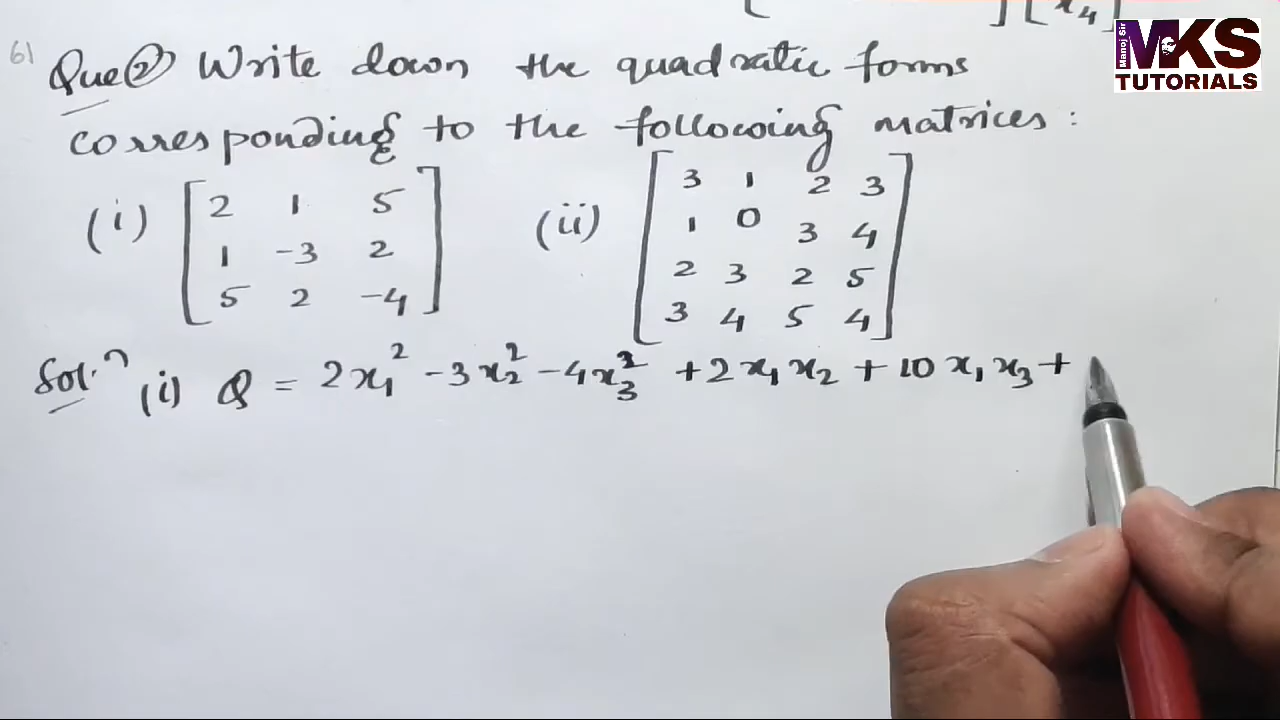 x4
Manoj Sir
MKS
TUTORIALS
61
Que② Write down the quadratic forms
corresponding to the following matrices:
(i) [2 1 5
1 -3 2
5 2 -4]
(ii) [3 1 2 3
1 0 3 4
2 3 2 5
3 4 5 4]
Solⁿ (i) Q = 2x₁² - 3x₂² - 4x₃² + 2x₁x₂ + 10x₁x₃ +